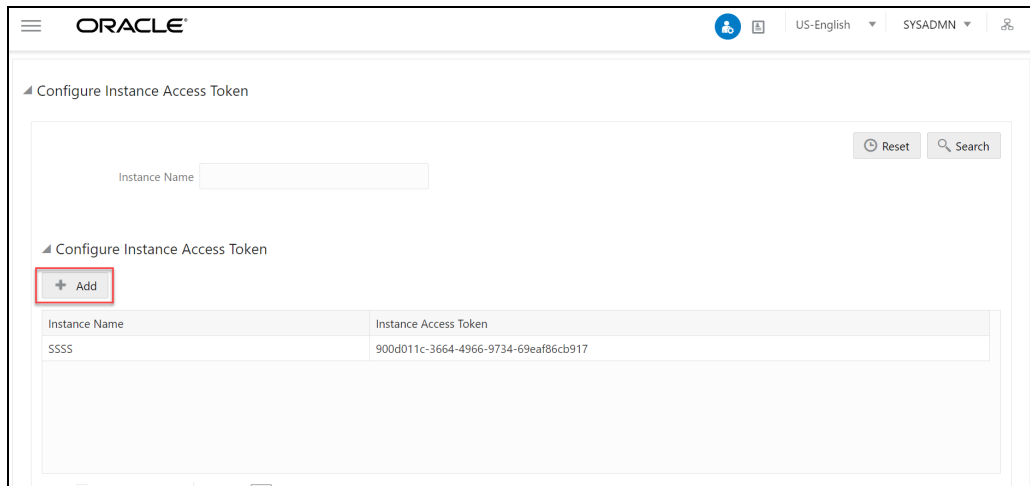 ORACLE
US-English SYSADMN
Configure Instance Access Token
Reset Search
Instance Name
Configure Instance Access Token
+ Add
Instance Name Instance Access Token
SSSS 900d011c-3664-4966-9734-69eaf86cb917